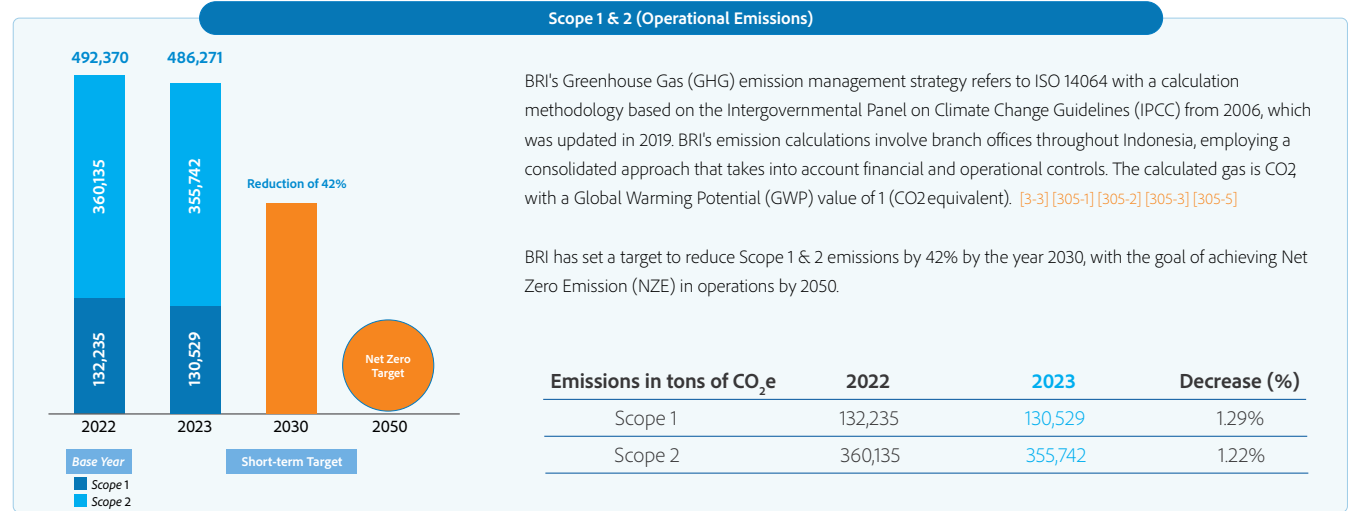 Scope 1 & 2 (Operational Emissions)
492,370
486,271
360,135
355,742
132,235
130,529
Reduction of 42%
Net Zero
Target
2022
2023
2030
2050
Base Year
Short-term Target
Scope 1
Scope 2
BRI's Greenhouse Gas (GHG) emission management strategy refers to ISO 14064 with a calculation
methodology based on the Intergovernmental Panel on Climate Change Guidelines (IPCC) from 2006, which
was updated in 2019. BRI's emission calculations involve branch offices throughout Indonesia, employing a
consolidated approach that takes into account financial and operational controls. The calculated gas is CO2,
with a Global Warming Potential (GWP) value of 1 (CO2 equivalent). [3-3] [305-1] [305-2] [305-3] [305-5]
BRI has set a target to reduce Scope 1 & 2 emissions by 42% by the year 2030, with the goal of achieving Net
Zero Emission (NZE) in operations by 2050.
Emissions in tons of CO2e 2022 2023 Decrease (%)
Scope 1 132,235 130,529 1.29%
Scope 2 360,135 355,742 1.22%